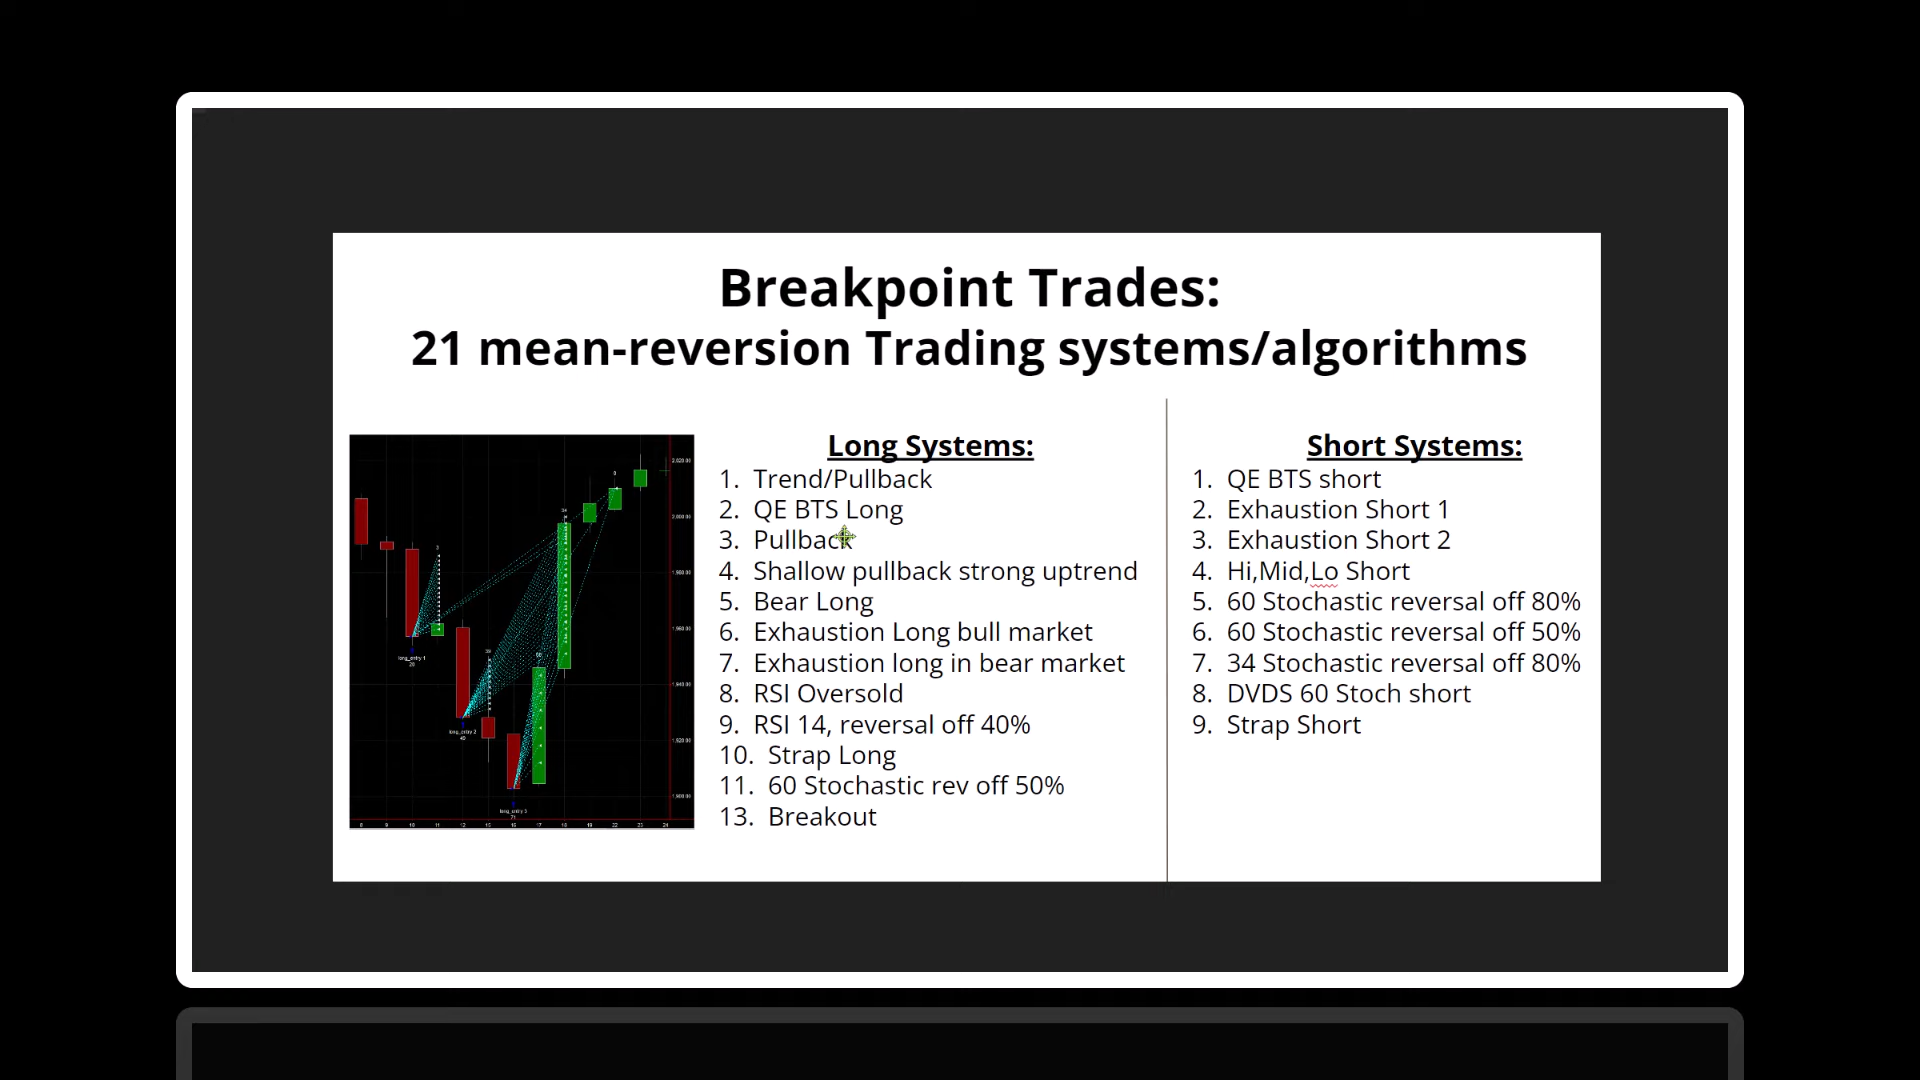 Breakpoint Trades:
21 mean-reversion Trading systems/algorithms
Long Systems:
1. Trend/Pullback
2. QE BTS Long
3. Pullback
4. Shallow pullback strong uptrend
5. Bear Long
6. Exhaustion Long bull market
7. Exhaustion long in bear market
8. RSI Oversold
9. RSI 14, reversal off 40%
10. Strap Long
11. 60 Stochastic rev off 50%
13. Breakout
Short Systems:
1. QE BTS short
2. Exhaustion Short 1
3. Exhaustion Short 2
4. Hi,Mid,Lo Short
5. 60 Stochastic reversal off 80%
6. 60 Stochastic reversal off 50%
7. 34 Stochastic reversal off 80%
8. DVDS 60 Stoch short
9. Strap Short